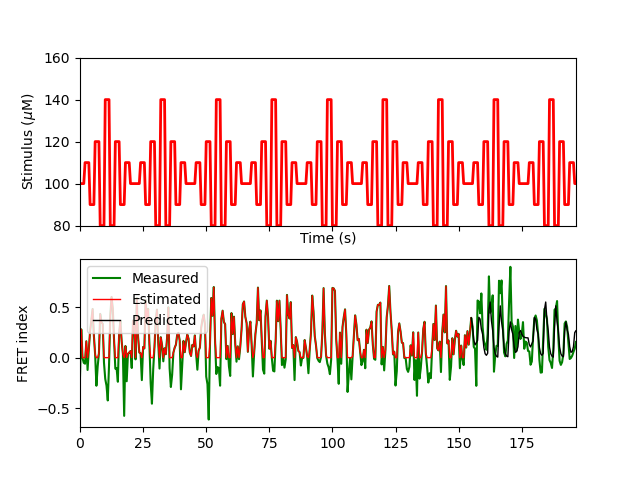 160
140
120
100
80
Stimulus (μM)
Time (s)
Measured
Estimated
Predicted
0.5
0.0
−0.5
FRET index
0 25 50 75 100 125 150 175